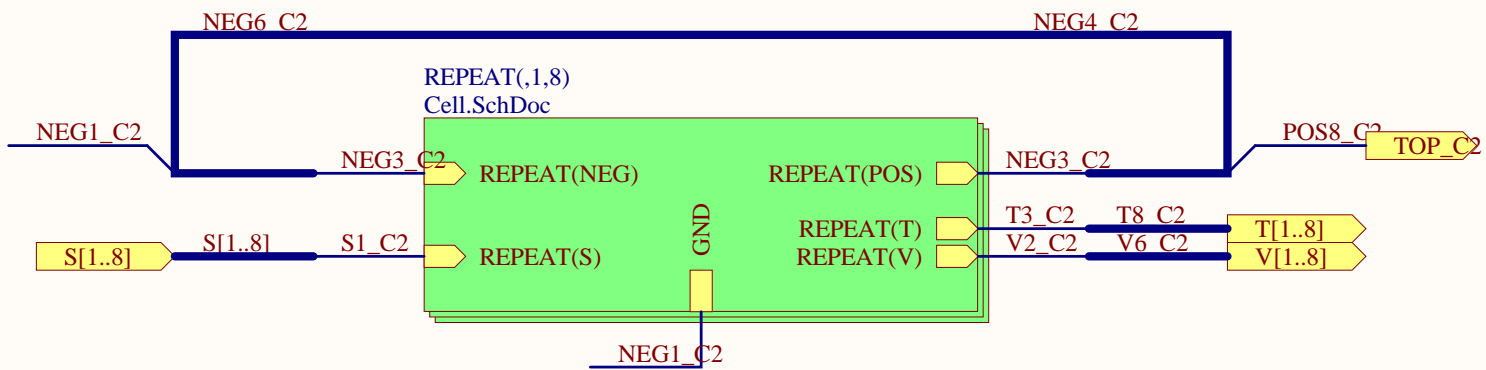 NEG6_C2
NEG4_C2
REPEAT(,1,8)
Cell.SchDoc
NEG1_C2
POS8_C2
TOP_C2
NEG3_C2
REPEAT(NEG)
REPEAT(POS)
NEG3_C2
REPEAT(T)
T3_C2
T8_C2
T[1..8]
S[1..8]
S[1..8]
S1_C2
REPEAT(S)
GND
REPEAT(V)
V2_C2
V6_C2
V[1..8]
NEG1_C2